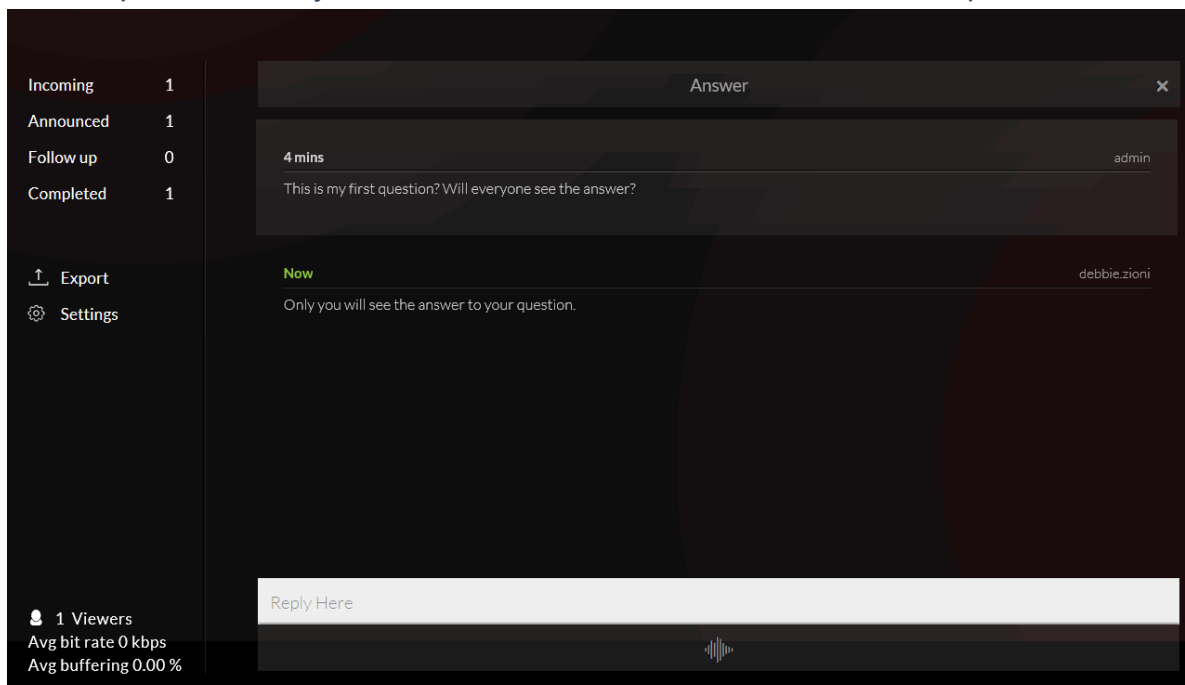 Incoming 1
Announced 1
Follow up 0
Completed 1
Export
Settings
1 Viewers
Avg bit rate 0 kbps
Avg buffering 0.00 %
Answer ×
4 mins admin
This is my first question? Will everyone see the answer?
Now debbie.zioni
Only you will see the answer to your question.
Reply Here